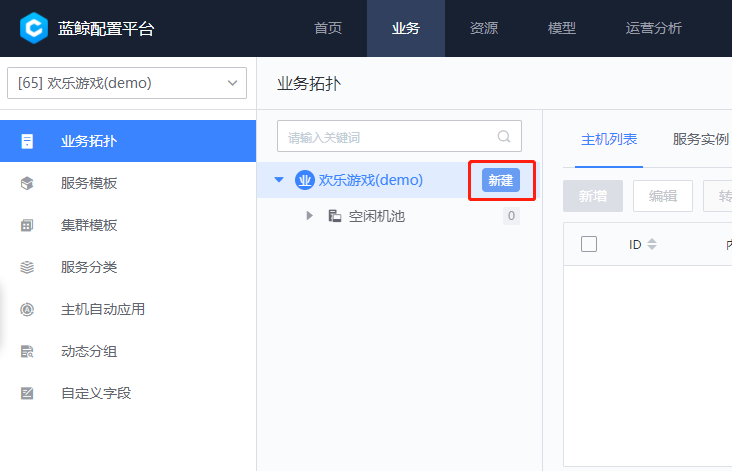 蓝鲸配置平台
首页 业务 资源 模型 运营分析
[65] 欢乐游戏(demo)
业务拓扑
业务拓扑
服务模板
集群模板
服务分类
主机自动应用
动态分组
自定义字段
请输入关键词
业 欢乐游戏(demo) 新建
空闲机池 0
主机列表 服务实例
新增 编辑 转
ID